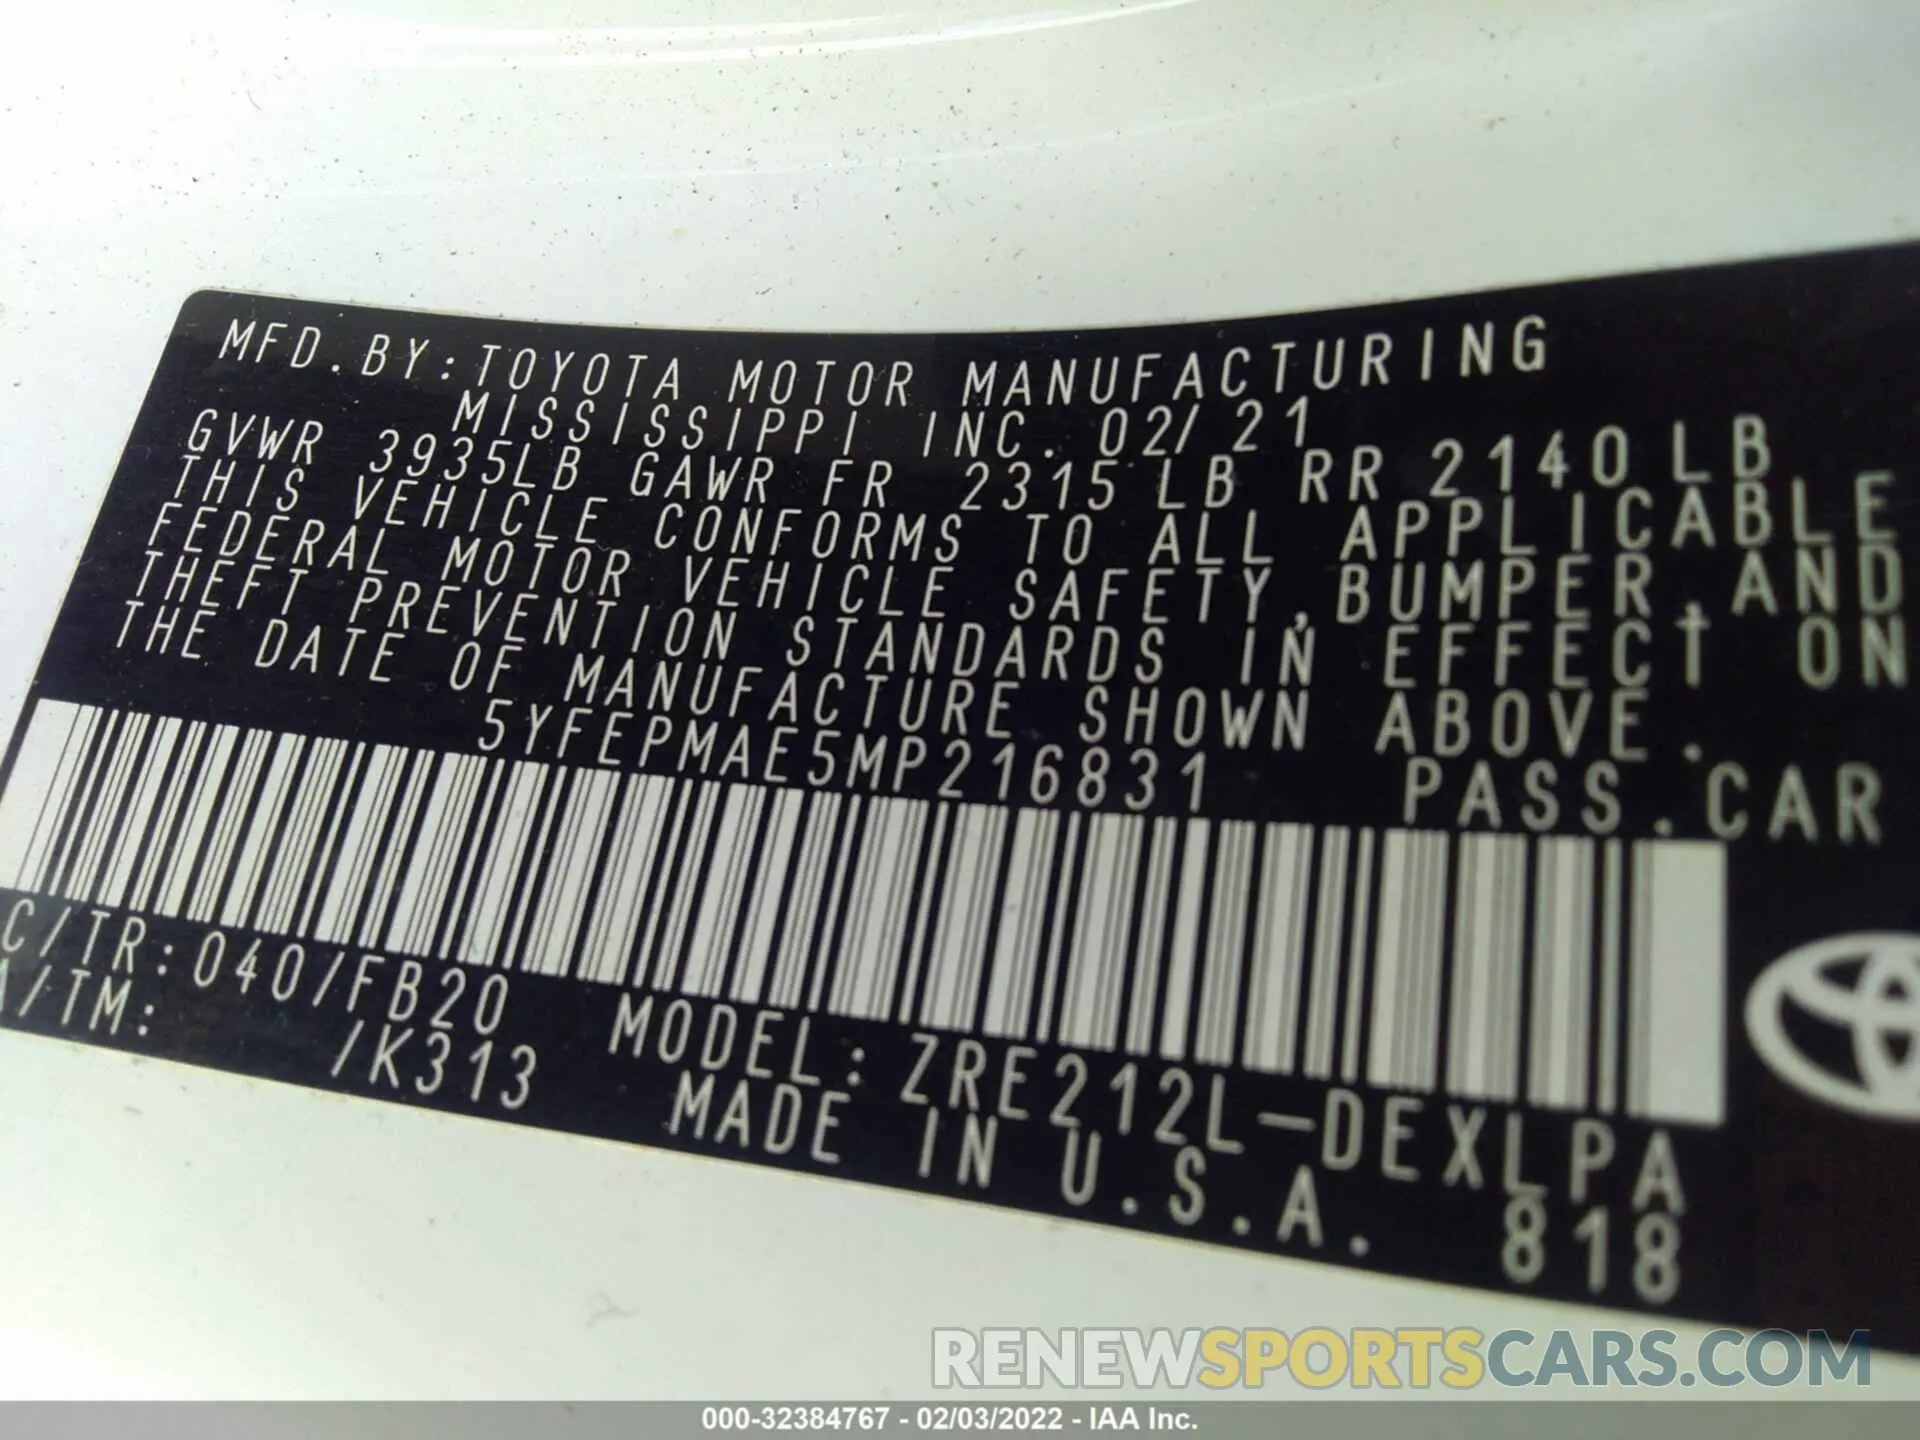 MFD.BY:TOYOTA MOTOR MANUFACTURING
MISSISSIPPI INC. 02/21
GVWR 3935LB GAWR FR 2315LB RR 2140LB
THIS VEHICLE CONFORMS TO ALL APPLICABLE
FEDERAL MOTOR VEHICLE SAFETY,BUMPER,AND
THEFT PREVENTION STANDARDS IN EFFECT ON
THE DATE OF MANUFACTURE SHOWN ABOVE.
5YFEPMAE5MP216831 PASS.CAR
C/TR:040/FB20 MODEL:ZRE212L-DEXLPA
A/TM: /K313 MADE IN U.S.A. 818
RENEWSPORTSCARS.COM
000-32384767 - 02/03/2022 - IAA Inc.